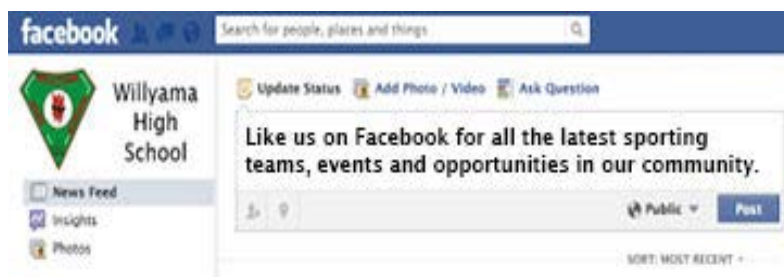 facebook
Search for people, places and things
Willyama
High
School
Update Status Add Photo / Video Ask Question
Like us on Facebook for all the latest sporting
teams, events and opportunities in our community.
News Feed
Insights
Photos
Public
Post
SORT: MOST RECENT